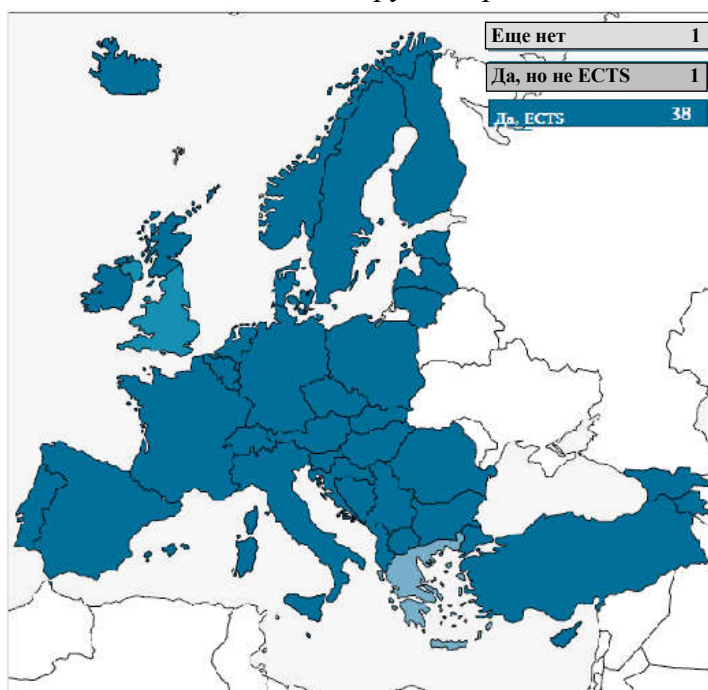 Еще нет 1
Да, но не ECTS 1
Да, ECTS 38